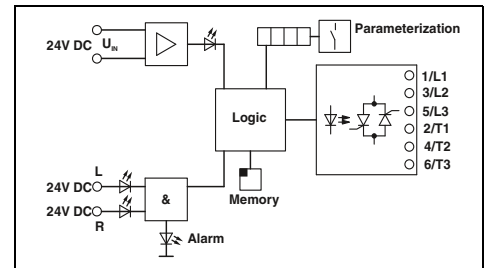 Parameterization
24V DC U_IN
1/L1
3/L2
5/L3
2/T1
4/T2
6/T3
Logic
L
24V DC
24V DC
R
&
Memory
Alarm